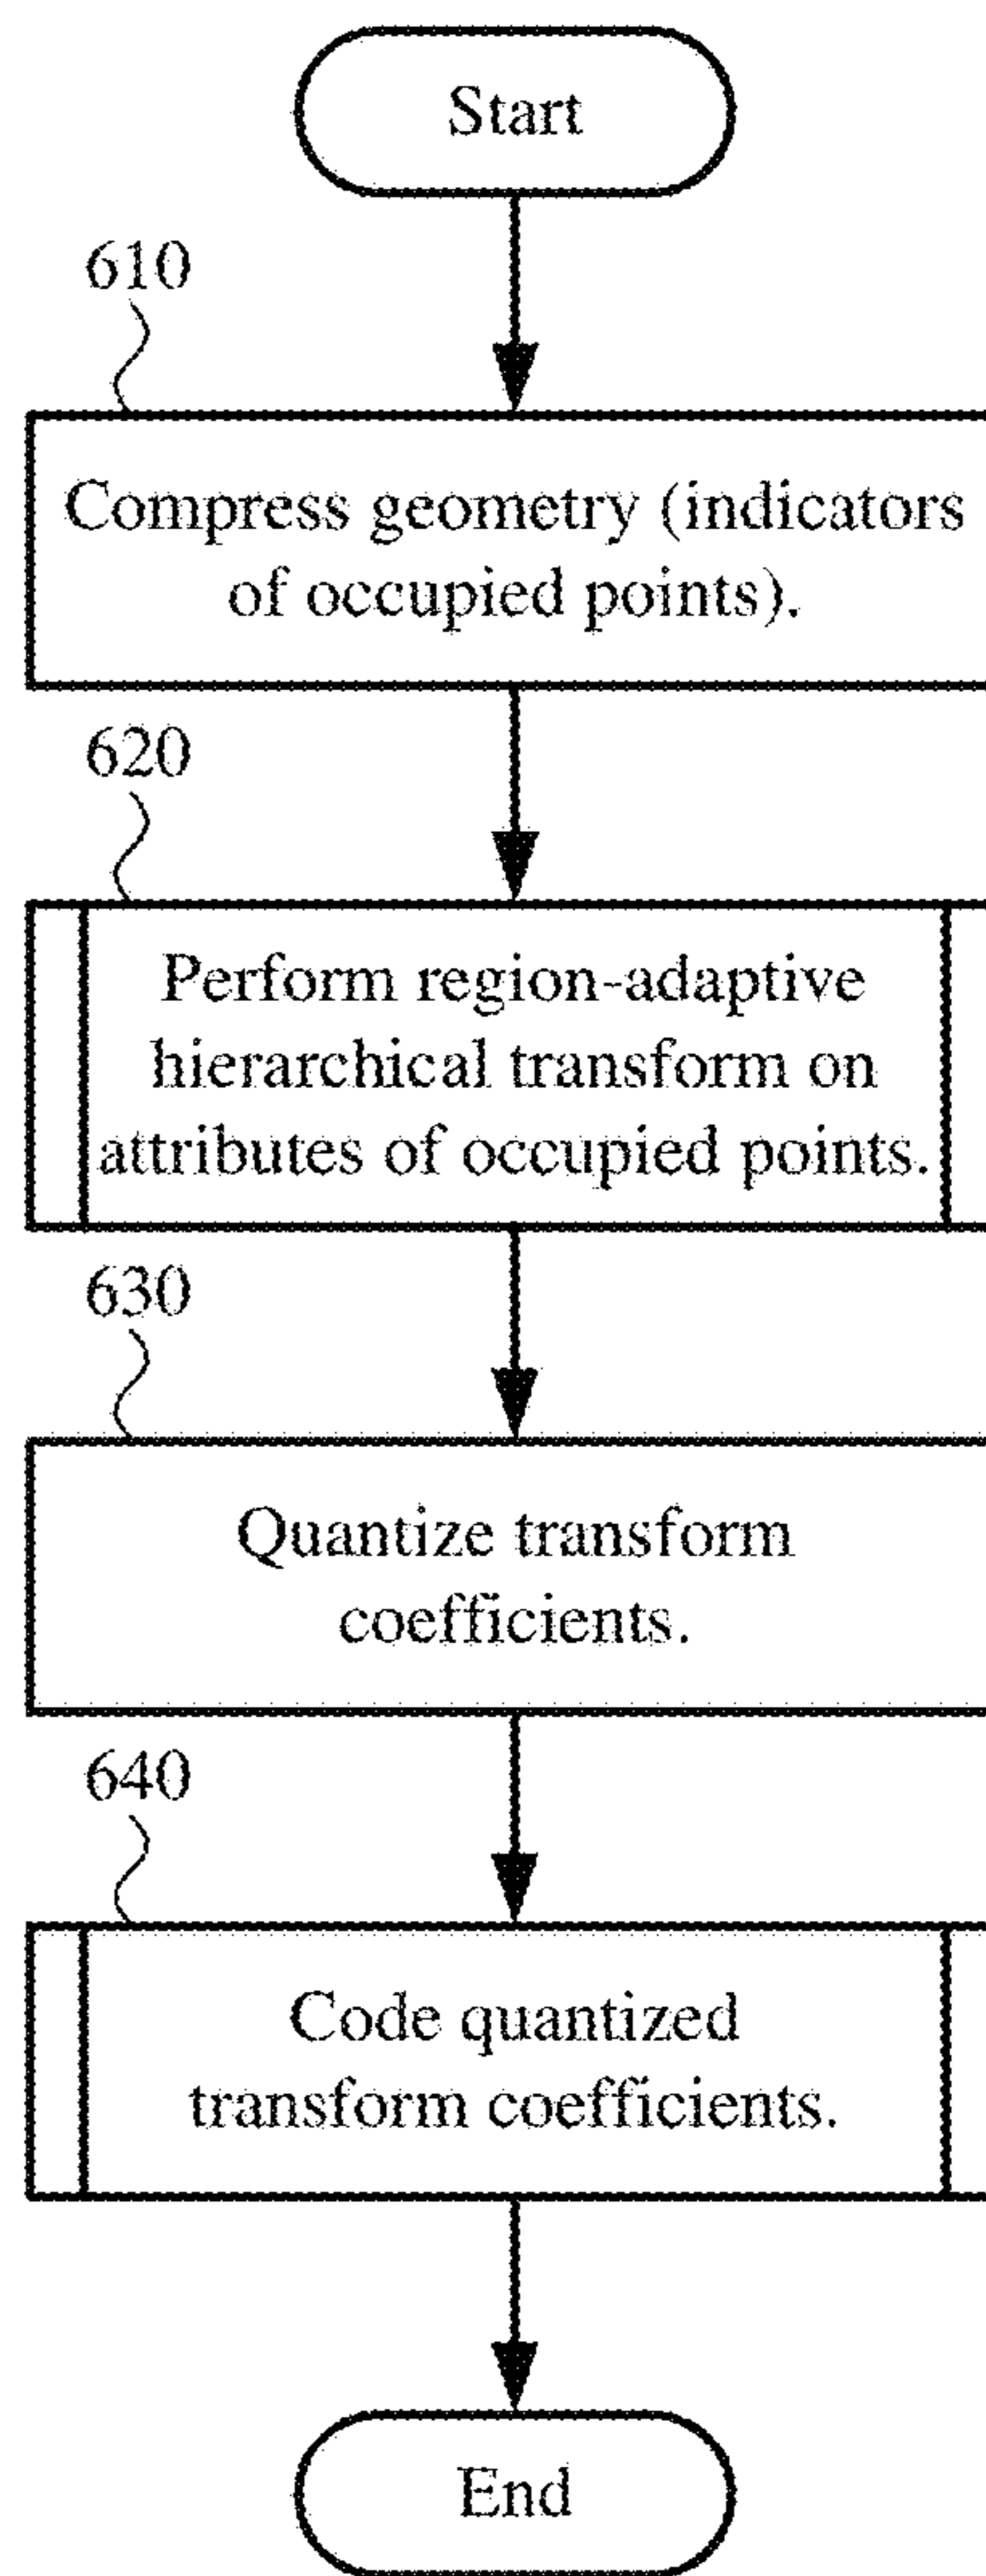 Start
610
Compress geometry (indicators
of occupied points).
620
Perform region-adaptive
hierarchical transform on
attributes of occupied points.
630
Quantize transform
coefficients.
640
Code quantized
transform coefficients.
End